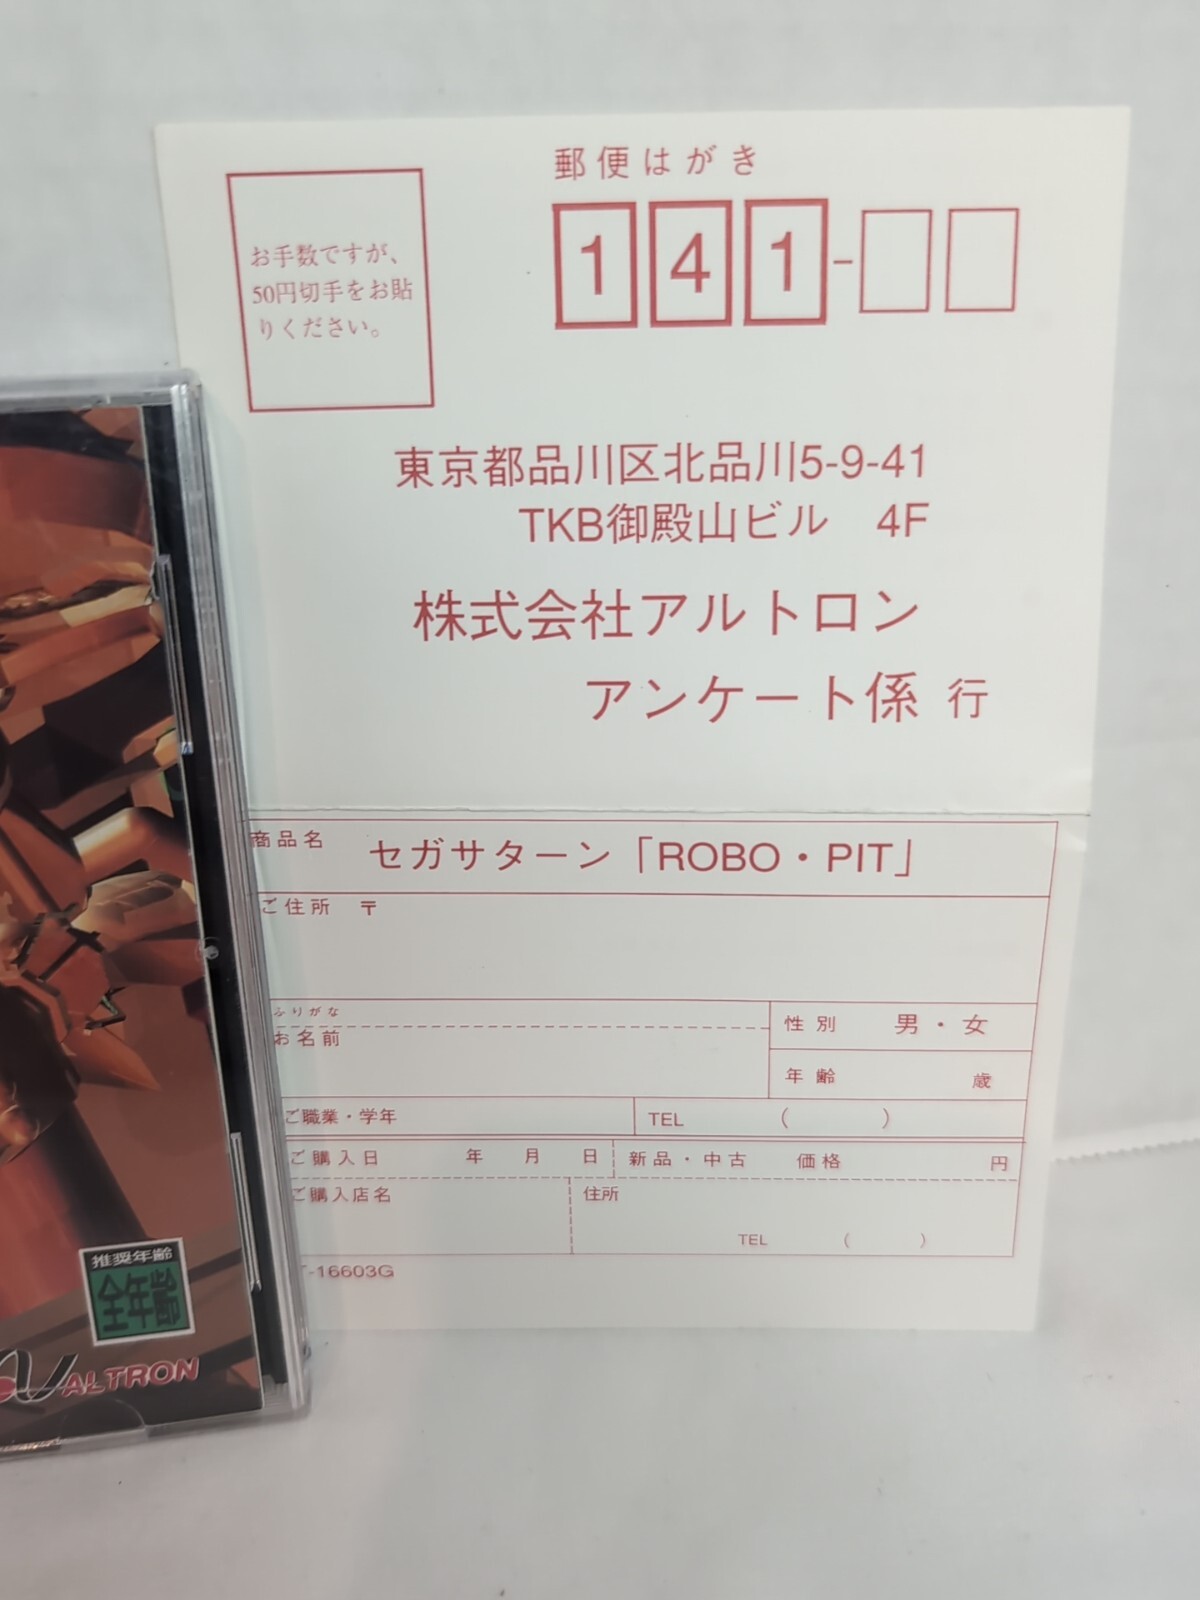 郵便はがき
お手数ですが、
50円切手をお貼
りください。
141-
東京都品川区北品川5-9-41
TKB御殿山ビル 4F
株式会社アルトロン
アンケート係 行
商品名 セガサターン「ROBO・PIT」
ご住所 〒
ふりがな
お名前
性別 男・女
年齢 歳
ご職業・学年 TEL ( )
ご購入日 年 月 日 新品・中古 価格 円
ご購入店名 住所
TEL ( )
T-16603G
推奨年齢
全年齢
ALTRON